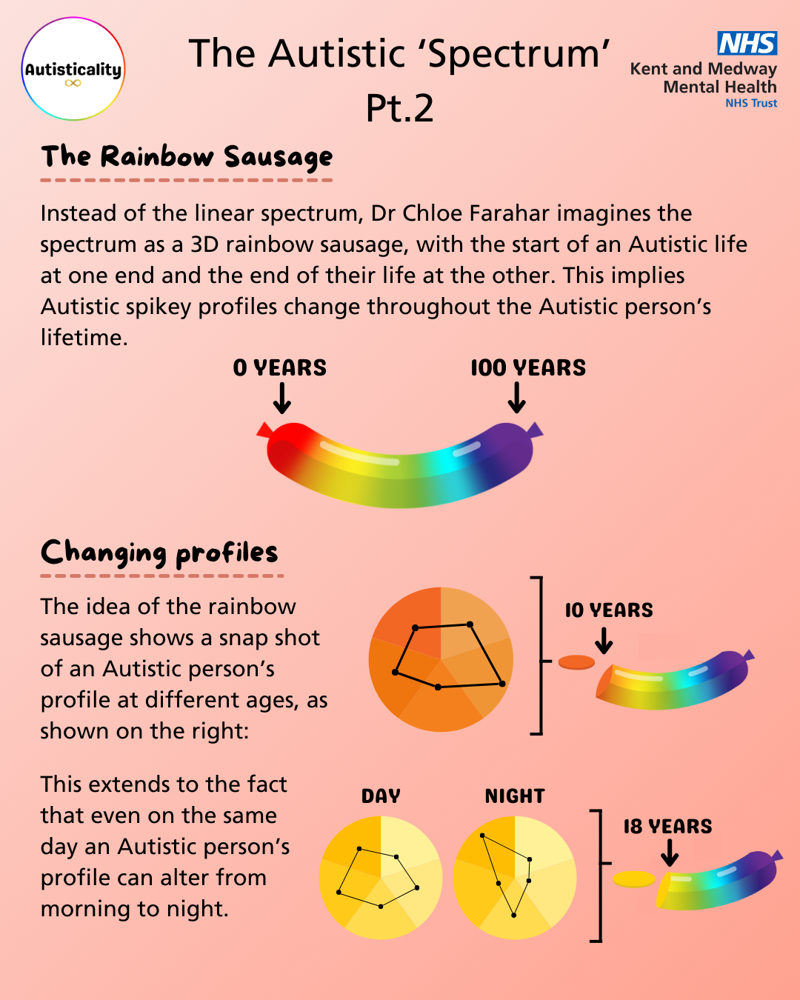 Autisticality
The Autistic ‘Spectrum’
Pt.2
NHS
Kent and Medway
Mental Health
NHS Trust
The Rainbow Sausage
Instead of the linear spectrum, Dr Chloe Farahar imagines the
spectrum as a 3D rainbow sausage, with the start of an Autistic life
at one end and the end of their life at the other. This implies
Autistic spikey profiles change throughout the Autistic person’s
lifetime.
0 YEARS
100 YEARS
Changing profiles
The idea of the rainbow
sausage shows a snap shot
of an Autistic person’s
profile at different ages, as
shown on the right:
10 YEARS
This extends to the fact
that even on the same
day an Autistic person’s
profile can alter from
morning to night.
DAY
NIGHT
18 YEARS